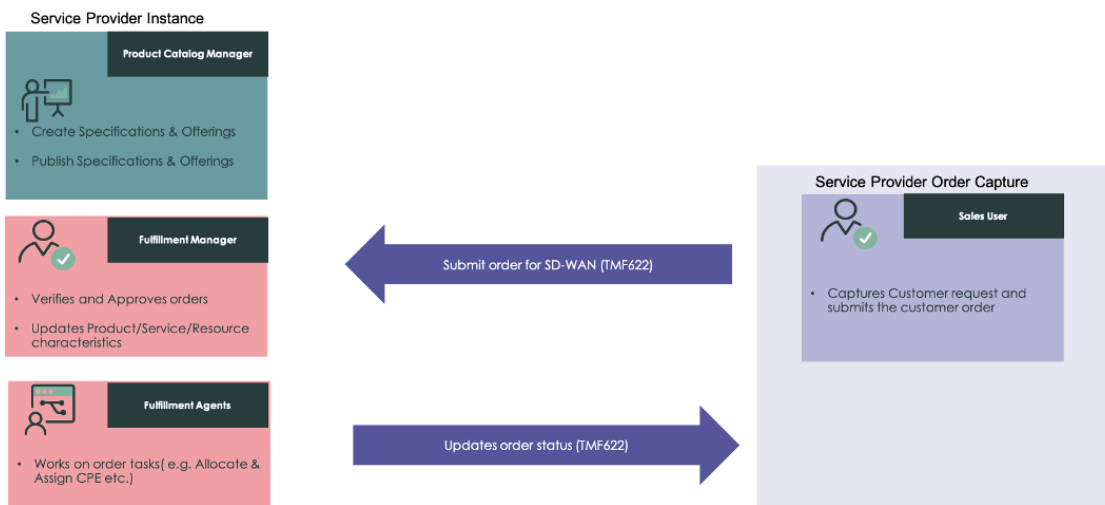 Service Provider Instance
Product Catalog Manager
• Create Specifications & Offerings
• Publish Specifications & Offerings
Fulfillment Manager
• Verifies and Approves orders
• Updates Product/Service/Resource
characteristics
Fulfillment Agents
• Works on order tasks( e.g. Allocate &
Assign CPE etc.)
Submit order for SD-WAN (TMF622)
Updates order status (TMF622)
Service Provider Order Capture
Sales User
• Captures Customer request and
submits the customer order